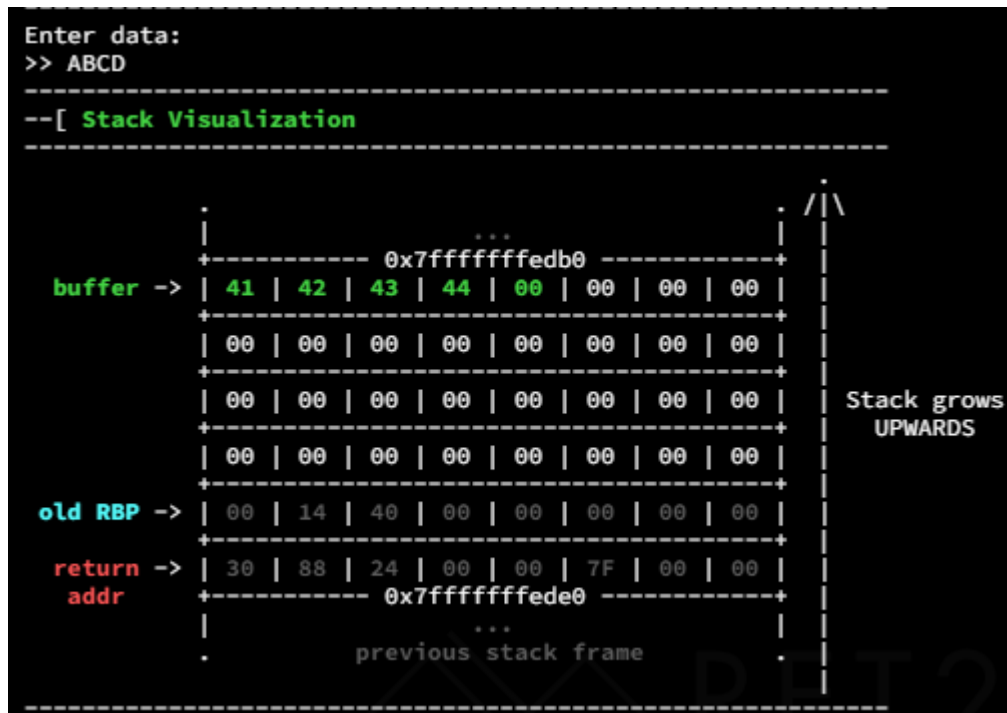 Enter data:
>> ABCD
--[ Stack Visualization
...
0x7fffffffedb0
buffer -> | 41 | 42 | 43 | 44 | 00 | 00 | 00 | 00 |
| 00 | 00 | 00 | 00 | 00 | 00 | 00 | 00 |
| 00 | 00 | 00 | 00 | 00 | 00 | 00 | 00 |
Stack grows
UPWARDS
| 00 | 00 | 00 | 00 | 00 | 00 | 00 | 00 |
old RBP -> | 00 | 14 | 40 | 00 | 00 | 00 | 00 | 00 |
return -> | 30 | 88 | 24 | 00 | 00 | 7F | 00 | 00 |
addr
0x7fffffffede0
...
previous stack frame